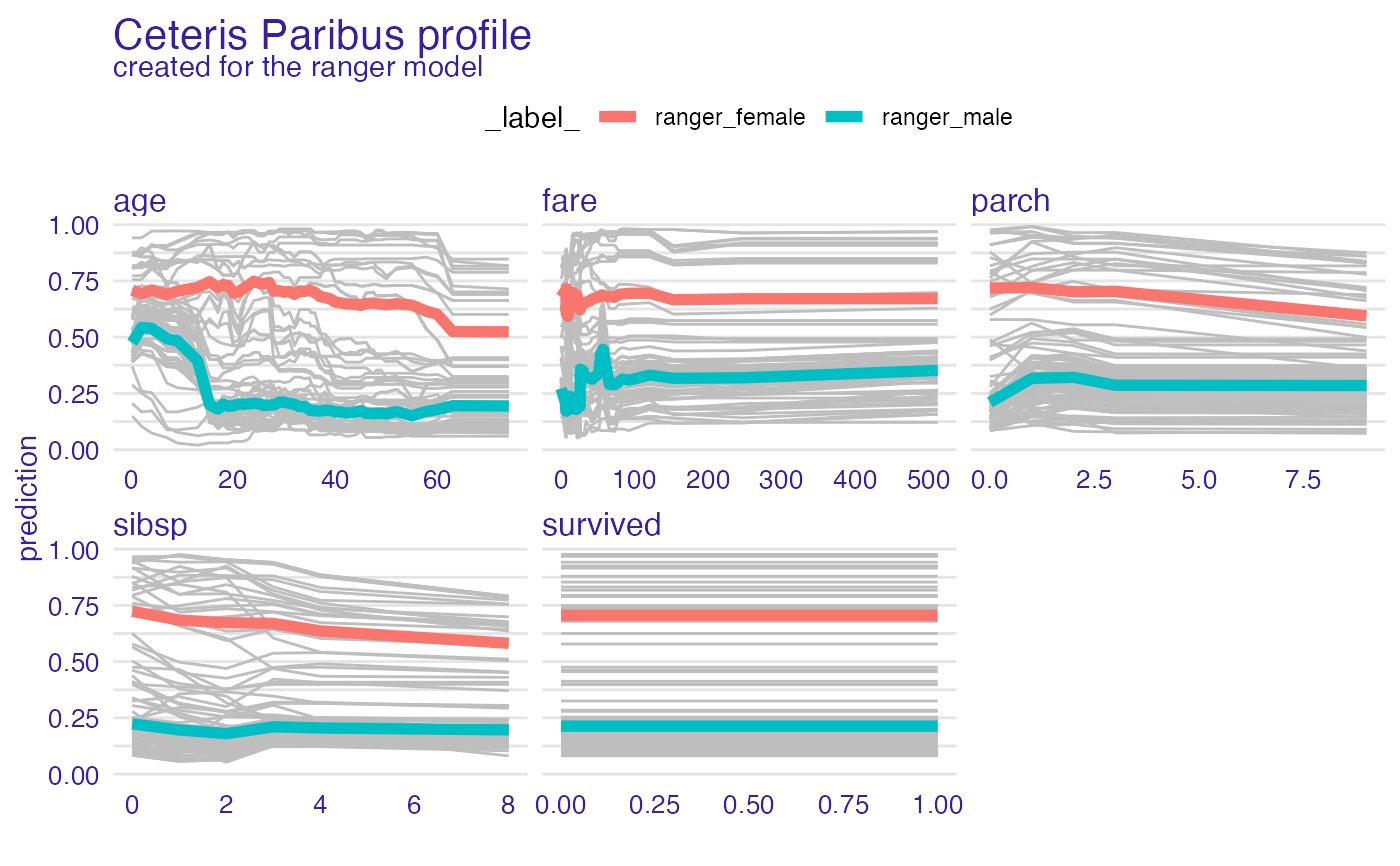 Ceteris Paribus profile
created for the ranger model
_label_ ranger_female ranger_male
age fare parch
1.00
0.75
0.50
0.25
0.00
0 20 40 60 0 100 200 300 400 500 0.0 2.5 5.0 7.5
prediction
sibsp survived
1.00
0.75
0.50
0.25
0.00
0 2 4 6 8 0.00 0.25 0.50 0.75 1.00